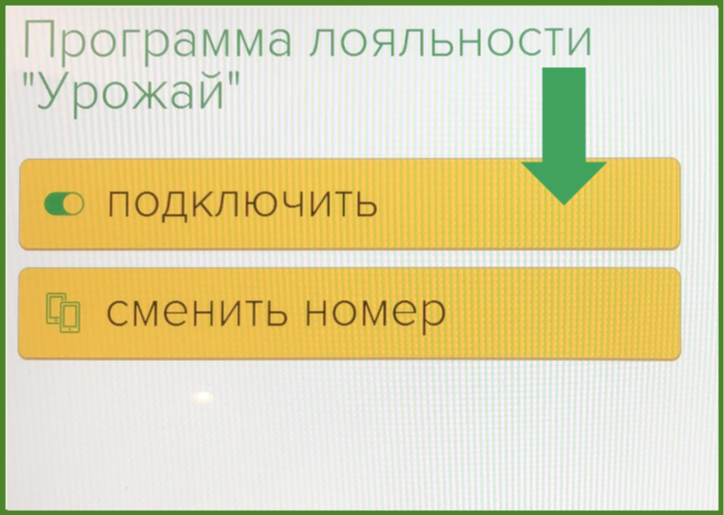 Программа лояльности
"Урожай"
подключить
сменить номер